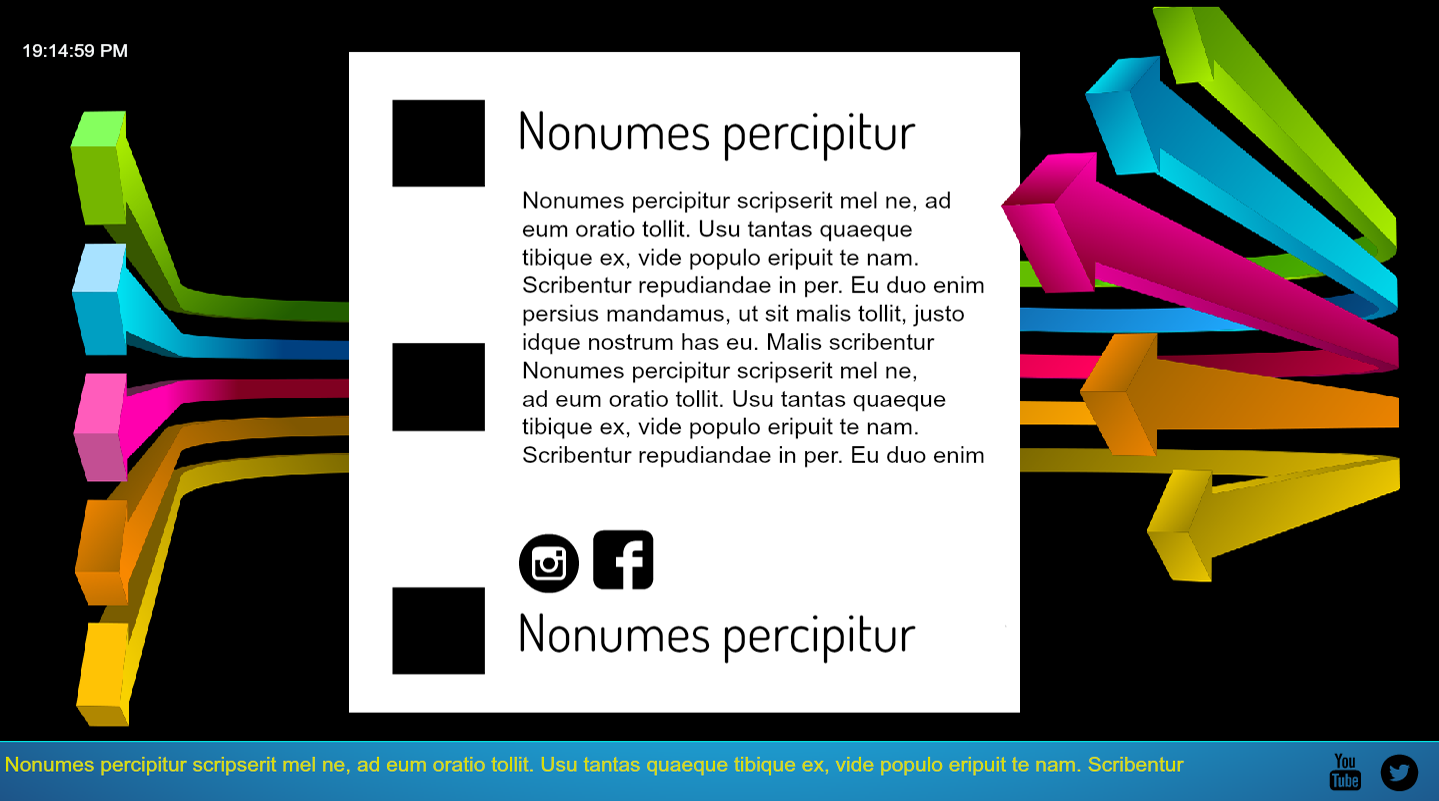 19:14:59 PM
Nonumes percipitur
Nonumes percipitur scripserit mel ne, ad
eum oratio tollit. Usu tantas quaeque
tibique ex, vide populo eripuit te nam.
Scribentur repudiandae in per. Eu duo enim
persius mandamus, ut sit malis tollit, justo
idque nostrum has eu. Malis scribentur
Nonumes percipitur scripserit mel ne,
ad eum oratio tollit. Usu tantas quaeque
tibique ex, vide populo eripuit te nam.
Scribentur repudiandae in per. Eu duo enim
Nonumes percipitur
Nonumes percipitur scripserit mel ne, ad eum oratio tollit. Usu tantas quaeque tibique ex, vide populo eripuit te nam. Scribentur
You
Tube